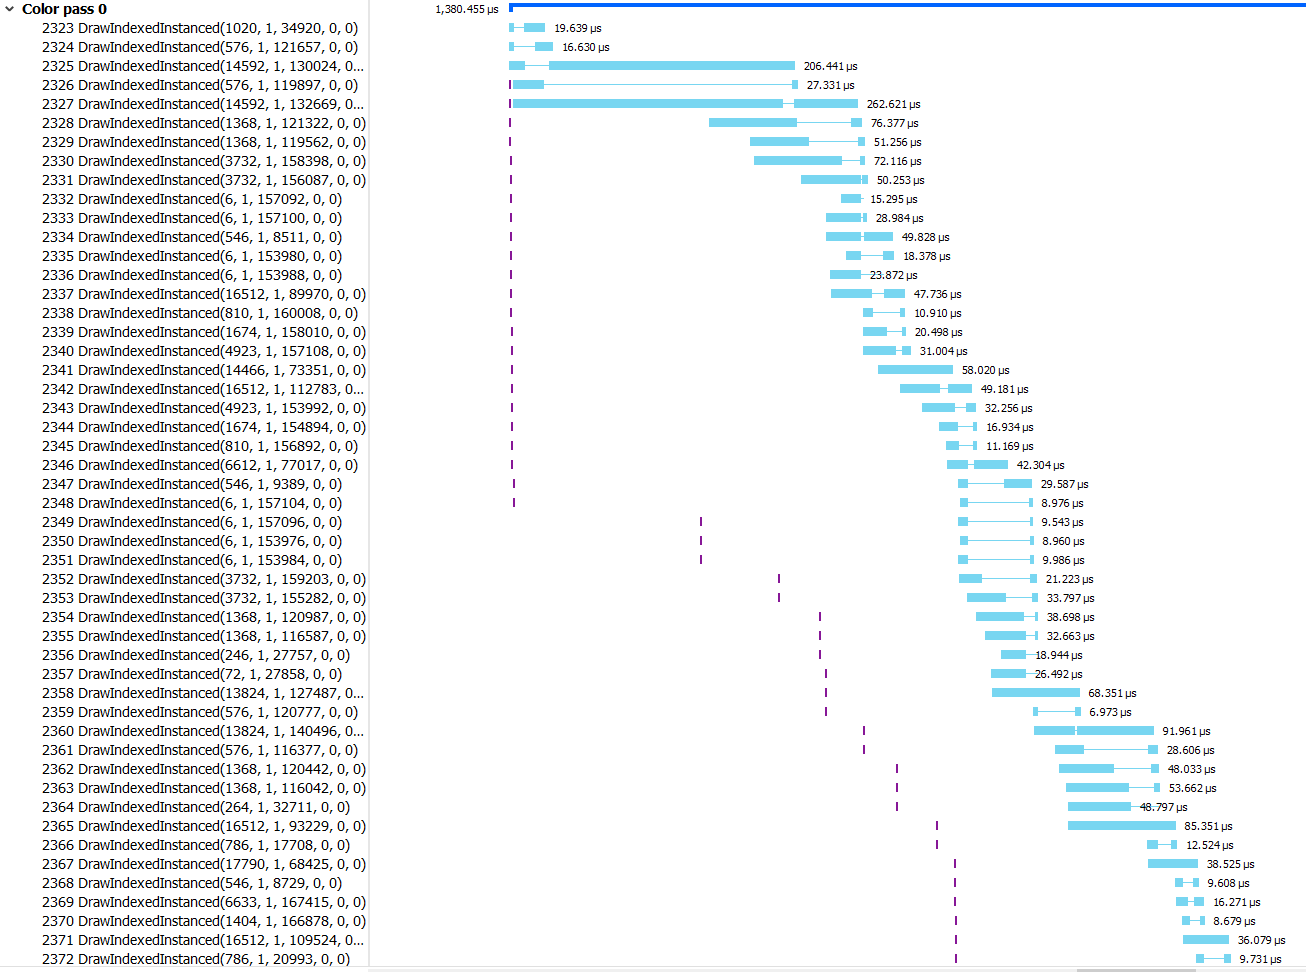 Color pass 0 1,380.455 µs
2323 DrawIndexedInstanced(1020, 1, 34920, 0, 0) 19.639 µs
2324 DrawIndexedInstanced(576, 1, 121657, 0, 0) 16.630 µs
2325 DrawIndexedInstanced(14592, 1, 130024, 0... 206.441 µs
2326 DrawIndexedInstanced(576, 1, 119897, 0, 0) 27.331 µs
2327 DrawIndexedInstanced(14592, 1, 132669, 0... 262.621 µs
2328 DrawIndexedInstanced(1368, 1, 121322, 0, 0) 76.377 µs
2329 DrawIndexedInstanced(1368, 1, 119562, 0, 0) 51.256 µs
2330 DrawIndexedInstanced(3732, 1, 158398, 0, 0) 72.116 µs
2331 DrawIndexedInstanced(3732, 1, 156087, 0, 0) 50.253 µs
2332 DrawIndexedInstanced(6, 1, 157092, 0, 0) 15.295 µs
2333 DrawIndexedInstanced(6, 1, 157100, 0, 0) 28.984 µs
2334 DrawIndexedInstanced(546, 1, 8511, 0, 0) 49.828 µs
2335 DrawIndexedInstanced(6, 1, 153980, 0, 0) 18.378 µs
2336 DrawIndexedInstanced(6, 1, 153988, 0, 0) 23.872 µs
2337 DrawIndexedInstanced(16512, 1, 89970, 0, 0) 47.736 µs
2338 DrawIndexedInstanced(810, 1, 160008, 0, 0) 10.910 µs
2339 DrawIndexedInstanced(1674, 1, 158010, 0, 0) 20.498 µs
2340 DrawIndexedInstanced(4923, 1, 157108, 0, 0) 31.004 µs
2341 DrawIndexedInstanced(14466, 1, 73351, 0, 0) 58.020 µs
2342 DrawIndexedInstanced(16512, 1, 112783, 0... 49.181 µs
2343 DrawIndexedInstanced(4923, 1, 153992, 0, 0) 32.256 µs
2344 DrawIndexedInstanced(1674, 1, 154894, 0, 0) 16.934 µs
2345 DrawIndexedInstanced(810, 1, 156892, 0, 0) 11.169 µs
2346 DrawIndexedInstanced(6612, 1, 77017, 0, 0) 42.304 µs
2347 DrawIndexedInstanced(546, 1, 9389, 0, 0) 29.587 µs
2348 DrawIndexedInstanced(6, 1, 157104, 0, 0) 8.976 µs
2349 DrawIndexedInstanced(6, 1, 157096, 0, 0) 9.543 µs
2350 DrawIndexedInstanced(6, 1, 153976, 0, 0) 8.960 µs
2351 DrawIndexedInstanced(6, 1, 153984, 0, 0) 9.986 µs
2352 DrawIndexedInstanced(3732, 1, 159203, 0, 0) 21.223 µs
2353 DrawIndexedInstanced(3732, 1, 155282, 0, 0) 33.797 µs
2354 DrawIndexedInstanced(1368, 1, 120987, 0, 0) 38.698 µs
2355 DrawIndexedInstanced(1368, 1, 116587, 0, 0) 32.663 µs
2356 DrawIndexedInstanced(246, 1, 27757, 0, 0) 18.944 µs
2357 DrawIndexedInstanced(72, 1, 27858, 0, 0) 26.492 µs
2358 DrawIndexedInstanced(13824, 1, 127487, 0... 68.351 µs
2359 DrawIndexedInstanced(576, 1, 120777, 0, 0) 6.973 µs
2360 DrawIndexedInstanced(13824, 1, 140496, 0... 91.961 µs
2361 DrawIndexedInstanced(576, 1, 116377, 0, 0) 28.606 µs
2362 DrawIndexedInstanced(1368, 1, 120442, 0, 0) 48.033 µs
2363 DrawIndexedInstanced(1368, 1, 116042, 0, 0) 53.662 µs
2364 DrawIndexedInstanced(264, 1, 32711, 0, 0) 48.797 µs
2365 DrawIndexedInstanced(16512, 1, 93229, 0, 0) 85.351 µs
2366 DrawIndexedInstanced(786, 1, 17708, 0, 0) 12.524 µs
2367 DrawIndexedInstanced(17790, 1, 68425, 0, 0) 38.525 µs
2368 DrawIndexedInstanced(546, 1, 8729, 0, 0) 9.608 µs
2369 DrawIndexedInstanced(6633, 1, 167415, 0, 0) 16.271 µs
2370 DrawIndexedInstanced(1404, 1, 166878, 0, 0) 8.679 µs
2371 DrawIndexedInstanced(16512, 1, 109524, 0... 36.079 µs
2372 DrawIndexedInstanced(786, 1, 20993, 0, 0) 9.731 µs